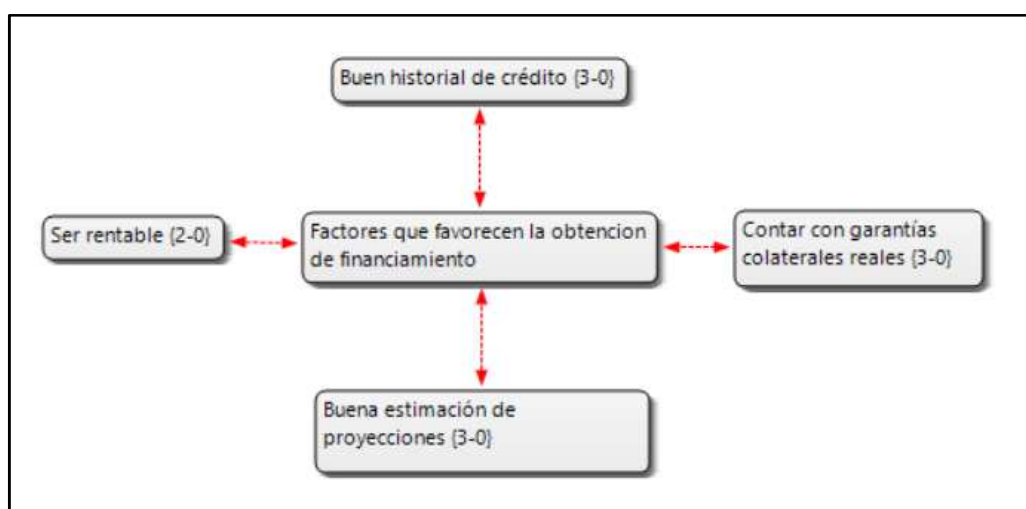 Buen historial de crédito {3-0}
Ser rentable {2-0}
Factores que favorecen la obtencion
de financiamiento
Contar con garantías
colaterales reales {3-0}
Buena estimación de
proyecciones {3-0}